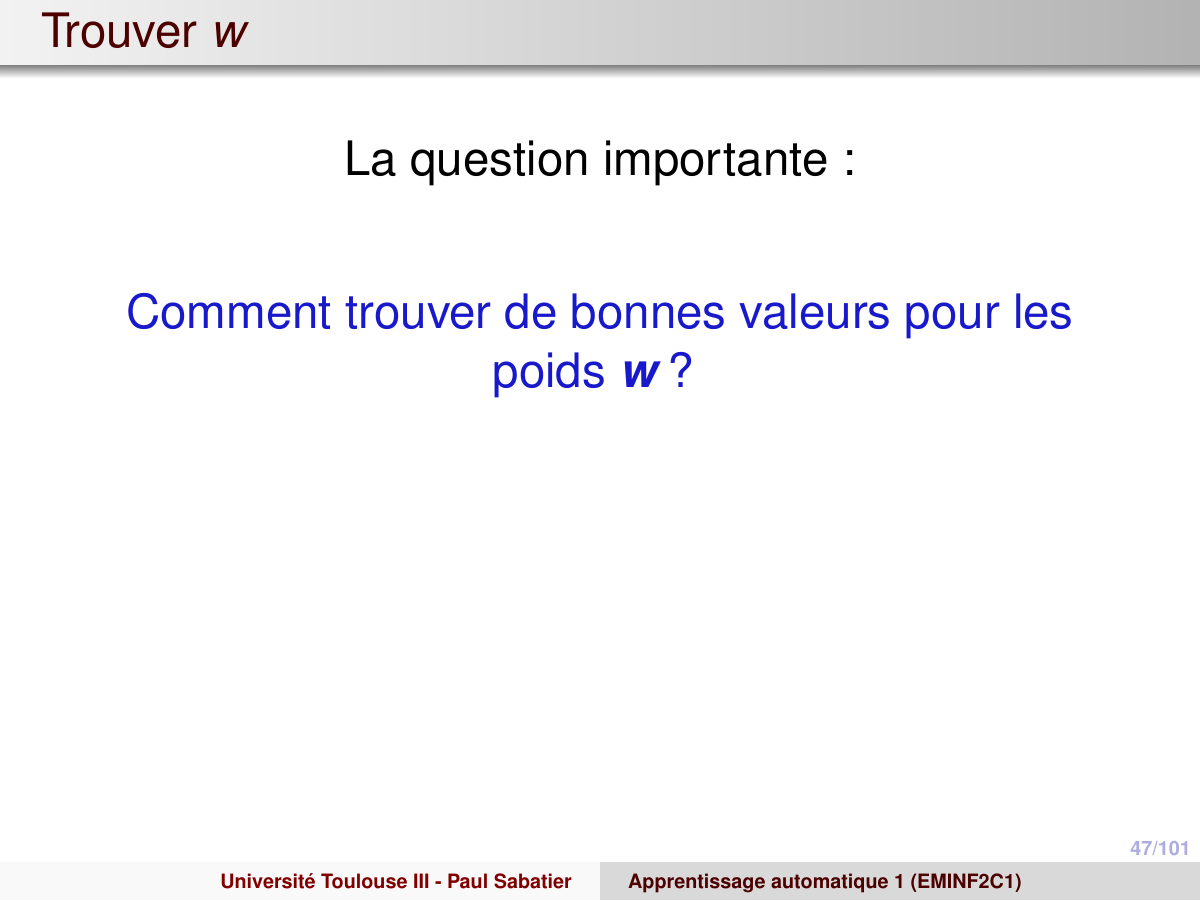 Trouver w
La question importante :
Comment trouver de bonnes valeurs pour les
poids w ?
47/101
Université Toulouse III - Paul Sabatier
Apprentissage automatique 1 (EMINF2C1)